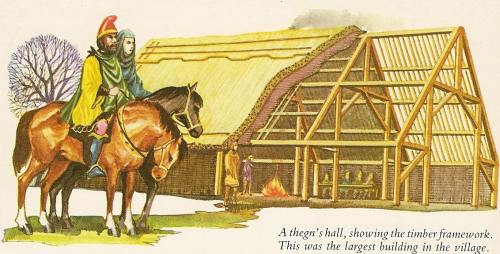 A thegn's hall, showing the timber framework.
This was the largest building in the village.